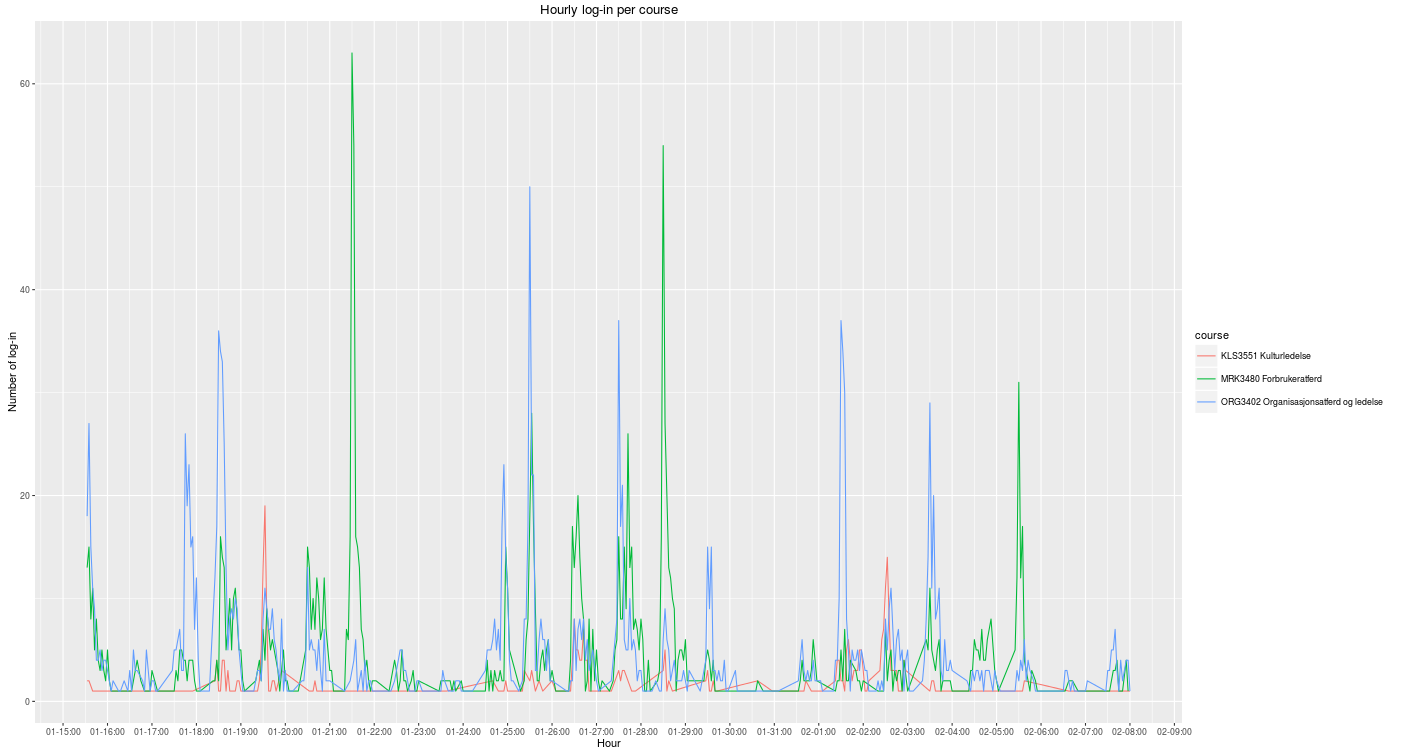 Hourly log-in per course
60
40
20
0
Number of log-in
01-15:00 01-16:00 01-17:00 01-18:00 01-19:00 01-20:00 01-21:00 01-22:00 01-23:00 01-24:00 01-25:00 01-26:00 01-27:00 01-28:00 01-29:00 01-30:00 01-31:00 02-01:00 02-02:00 02-03:00 02-04:00 02-05:00 02-06:00 02-07:00 02-08:00 02-09:00
Hour
course
KLS3551 Kulturledelse
MRK3480 Forbrukeratferd
ORG3402 Organisasjonsatferd og ledelse